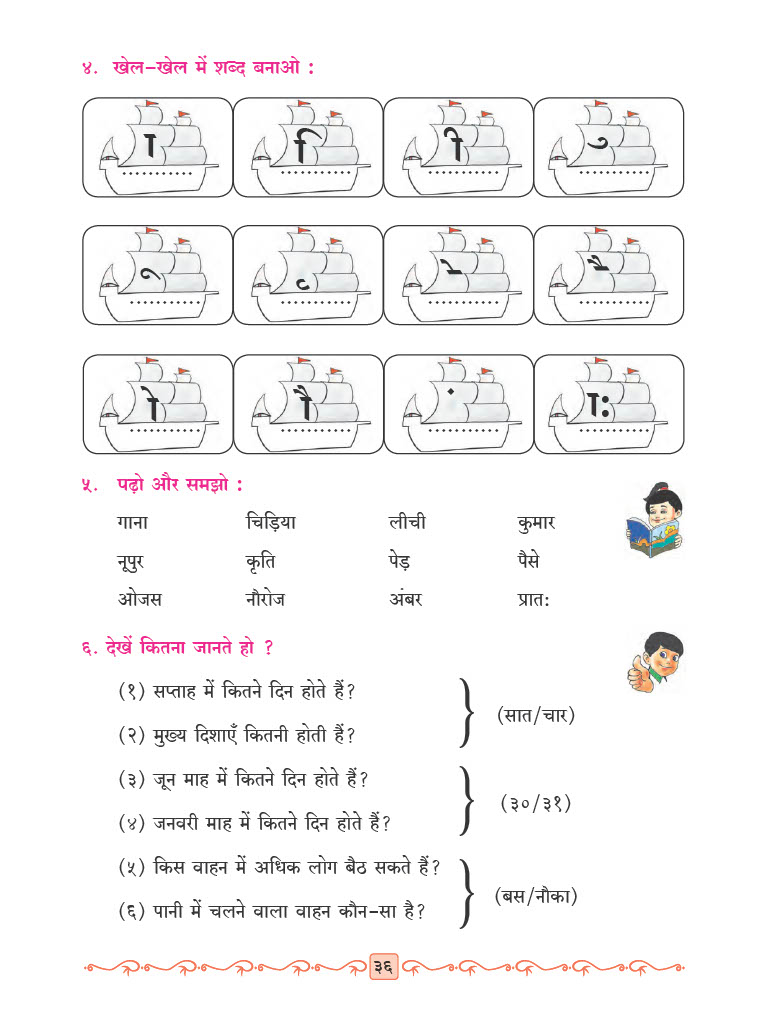 ४. खेल-खेल में शब्द बनाओ :
ा ि ी ु
ू ृ े ै
ो ौ ं ाः
५. पढ़ो और समझो :
गाना चिड़िया लीची कुमार
नूपुर कृति पेड़ पैसे
ओजस नौरोज अंबर प्रातः
६. देखें कितना जानते हो ?
(१) सप्ताह में कितने दिन होते हैं?
(२) मुख्य दिशाएँ कितनी होती हैं?
(सात/चार)
(३) जून माह में कितने दिन होते हैं?
(४) जनवरी माह में कितने दिन होते हैं?
(३०/३१)
(५) किस वाहन में अधिक लोग बैठ सकते हैं?
(६) पानी में चलने वाला वाहन कौन-सा है?
(बस/नौका)
३६